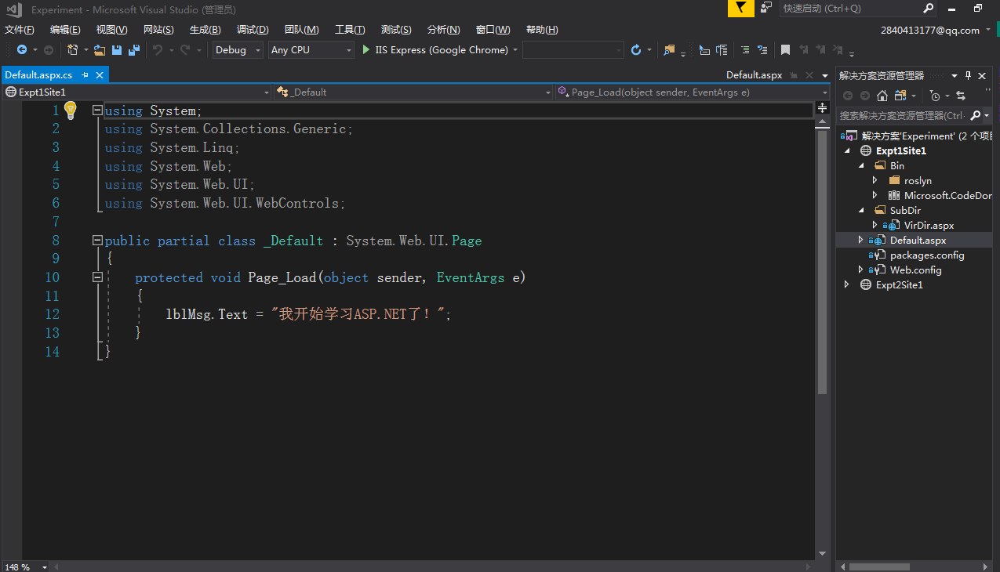 Experiment - Microsoft Visual Studio (管理员)
快速启动 (Ctrl+Q)
文件(F) 编辑(E) 视图(V) 网站(S) 生成(B) 调试(D) 团队(M) 工具(T) 测试(S) 分析(N) 窗口(W) 帮助(H)
2840413177@qq.com
Debug Any CPU IIS Express (Google Chrome)
Default.aspx.cs
Default.aspx
解决方案资源管理器
Expt1Site1
_Default
Page_Load(object sender, EventArgs e)
搜索解决方案资源管理器(Ctrl-
1 using System;
2 using System.Collections.Generic;
3 using System.Linq;
4 using System.Web;
5 using System.Web.UI;
6 using System.Web.UI.WebControls;
7
8 public partial class _Default : System.Web.UI.Page
9 {
10 protected void Page_Load(object sender, EventArgs e)
11 {
12 lblMsg.Text = "我开始学习ASP.NET了！";
13 }
14 }
解决方案'Experiment' (2 个项目
Expt1Site1
Bin
roslyn
Microsoft.CodeDor
SubDir
VirDir.aspx
Default.aspx
packages.config
Web.config
Expt2Site1
148 %